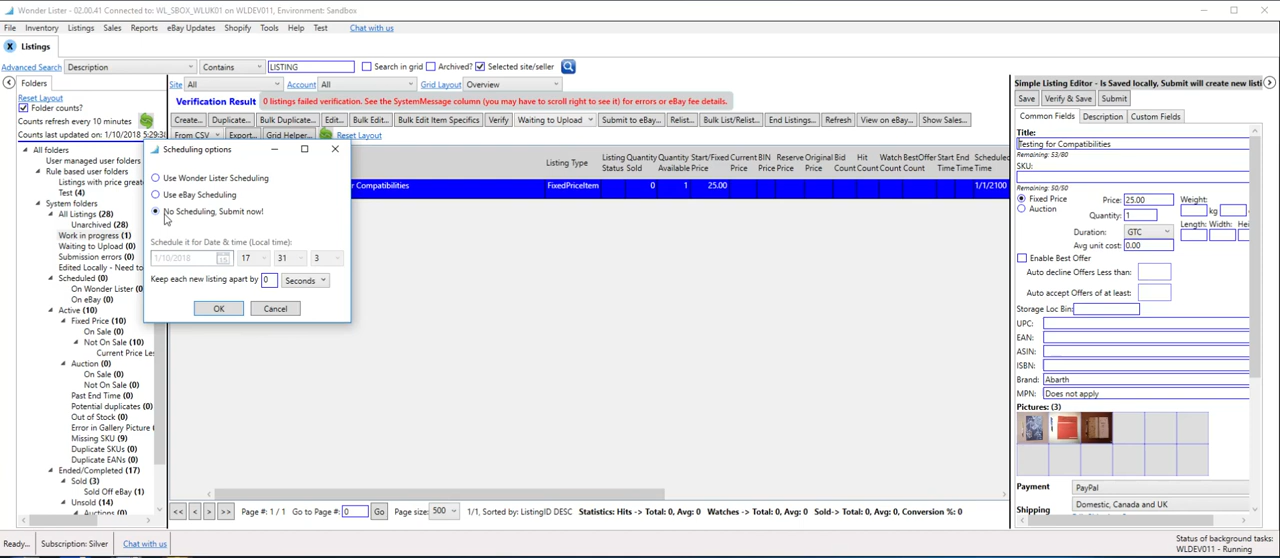 Wonder Lister - 02.00.41 Connected to: WL_SBOX_WLUK01 on WLDEV011, Environment: Sandbox
File Inventory Listings Sales Reports eBay Updates Shopify Tools Help Test Chat with us
X Listings
Advanced Search Description Contains LISTING Search in grid Archived? Selected site/seller
Folders
Site All Account All Grid Layout Overview
Simple Listing Editor - Is Saved locally, Submit will create new listi
Reset Layout
Folder counts?
Counts refresh every 10 minutes
Counts last updated on: 1/10/2018 5:29:3
Verification Result 0 listings failed verification. See the SystemMessage column (you may have to scroll right to see it) for errors or eBay fee details.
Create... Duplicate... Bulk Duplicate... Edit... Bulk Edit Item Specifics Verify Waiting to Upload Submit to eBay... Relist... Bulk List/Relist... End Listings... Refresh View on eBay... Show Sales...
From CSV Export... Grid Helper... Reset Layout
Save Verify & Save Submit
Common Fields Description Custom Fields
All folders
User managed user folders
Rule based user folders
Listings with price greate
Test (4)
System folders
All Listings (28)
Unarchived (28)
Work in progress (1)
Waiting to Upload (0)
Submission errors (0)
Edited Locally - Need to
Scheduled (0)
On Wonder Lister (0)
On eBay (0)
Active (10)
Fixed Price (10)
On Sale (0)
Not On Sale (10)
Current Price Les
Auction (0)
On Sale (0)
Not On Sale (0)
Past End Time (0)
Potential duplicates (0)
Out of Stock (0)
Error in Gallery Picture (
Missing SKU (9)
Duplicate SKUs (0)
Duplicate EANs (0)
Ended/Completed (17)
Sold (3)
Sold Off eBay (1)
Unsold (14)
Auctions (0)
Scheduling options
Use Wonder Lister Scheduling
Use eBay Scheduling
No Scheduling, Submit now!
Schedule it for Date & time (Local time):
1/10/2018 15 17 31 3
Keep each new listing apart by 0 Seconds
OK Cancel
Listing Type Listing Status Quantity Sold Quantity Available Start/Fixed Price Current Price BIN Price Reserve Price Original Price Bid Count Hit Count Watch Count BestOffer Count Start Time End Time Scheduled Time
r Compatibilities FixedPriceItem 0 1 25.00 1/1/2100
Title:
Testing for Compatibilities
Remaining: 53/80
SKU:
Remaining: 50/50
Fixed Price Price: 25.00 Weight:
Auction Quantity: 1 kg
Duration: GTC Length: Width: Hei
Avg unit cost: 0.00
Enable Best Offer
Auto decline Offers Less than:
Auto accept Offers of at least:
Storage Loc Bin:
UPC:
EAN:
ASIN:
ISBN:
Brand: Abarth
MPN: Does not apply
Pictures: (3)
Payment PayPal
Shipping Domestic, Canada and UK
<< < > >> Page #: 1 / 1 Go to Page #: 0 GO Page size: 500 1/1, Sorted by: ListingID DESC Statistics: Hits -> Total: 0, Avg: 0 Watches -> Total: 0, Avg: 0 Sold-> Total: 0, Avg: 0, Conversion %: 0
Ready... Subscription: Silver Chat with us
Status of background tasks:
WLDEV011 - Running